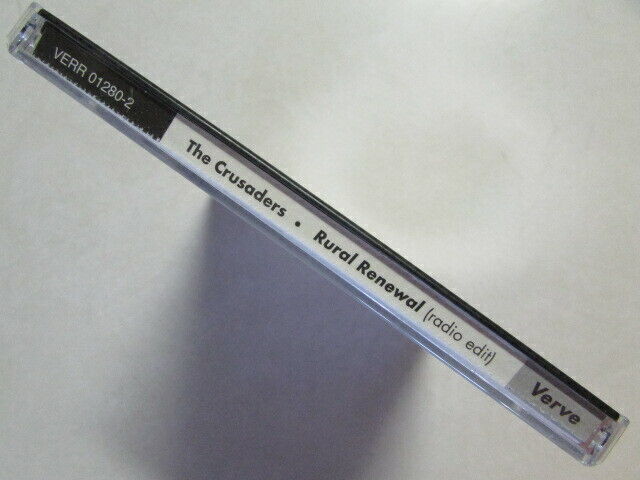 VERR 01280-2
The Crusaders • Rural Renewal (radio edit)
Verve